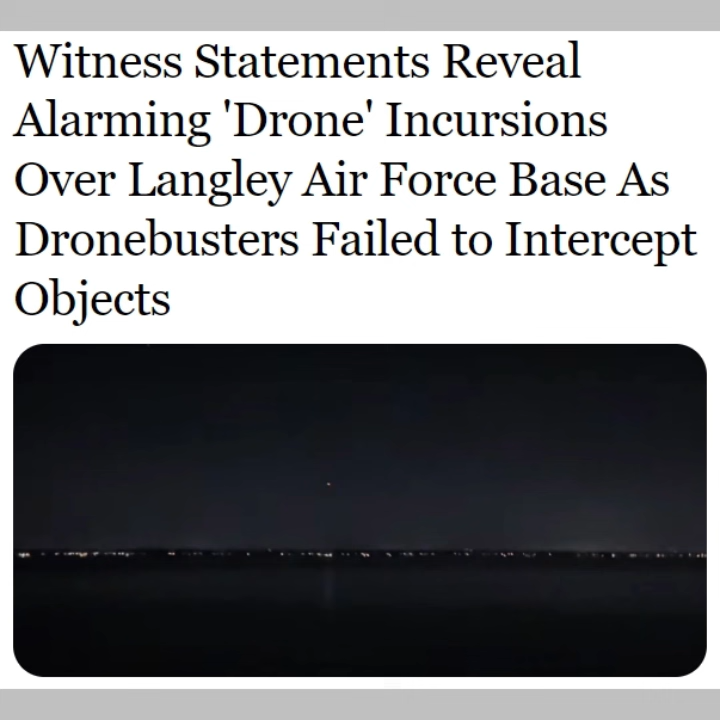 Witness Statements Reveal
Alarming 'Drone' Incursions
Over Langley Air Force Base As
Dronebusters Failed to Intercept
Objects